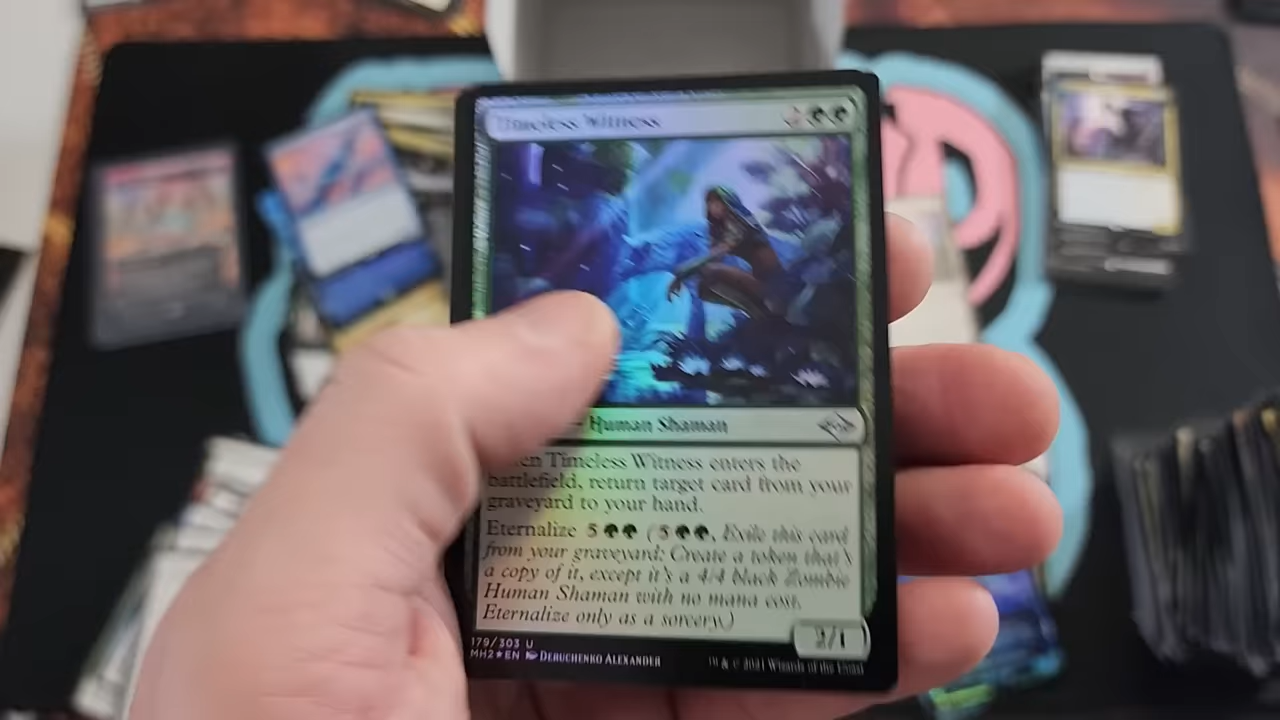 Timeless Witness
Human Shaman
Timeless Witness enters the
battlefield, return target card from your
graveyard to your hand.
Eternalize 5 (5, Exile this card
from your graveyard: Create a token that's
a copy of it, except it's a 4/4 black Zombie
Human Shaman with no mana cost.
Eternalize only as a sorcery.)
2/1
179/303 U
MH2★EN DERUCHENKO ALEXANDER
™ & © 2021 Wizards of the Coast